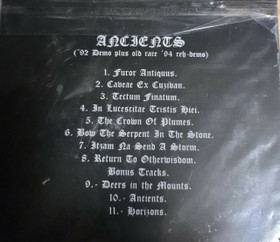 ANCIENTS
('92 Demo plus old rare '94 reh-demo)
1. Furor Antiquus.
2. Caveae Ex Cuzivan.
3. Tectum Finatum.
4. In Lucescitae Tristis Hiei.
5. The Crown Of Plumes.
6. Bow The Serpent In The Stone.
7. Itzam Na Send A Storm.
8. Return To Otherwisdom.
Bonus Tracks.
9.- Deers in the Mounts.
10.- Ancients.
11.- Horizons.